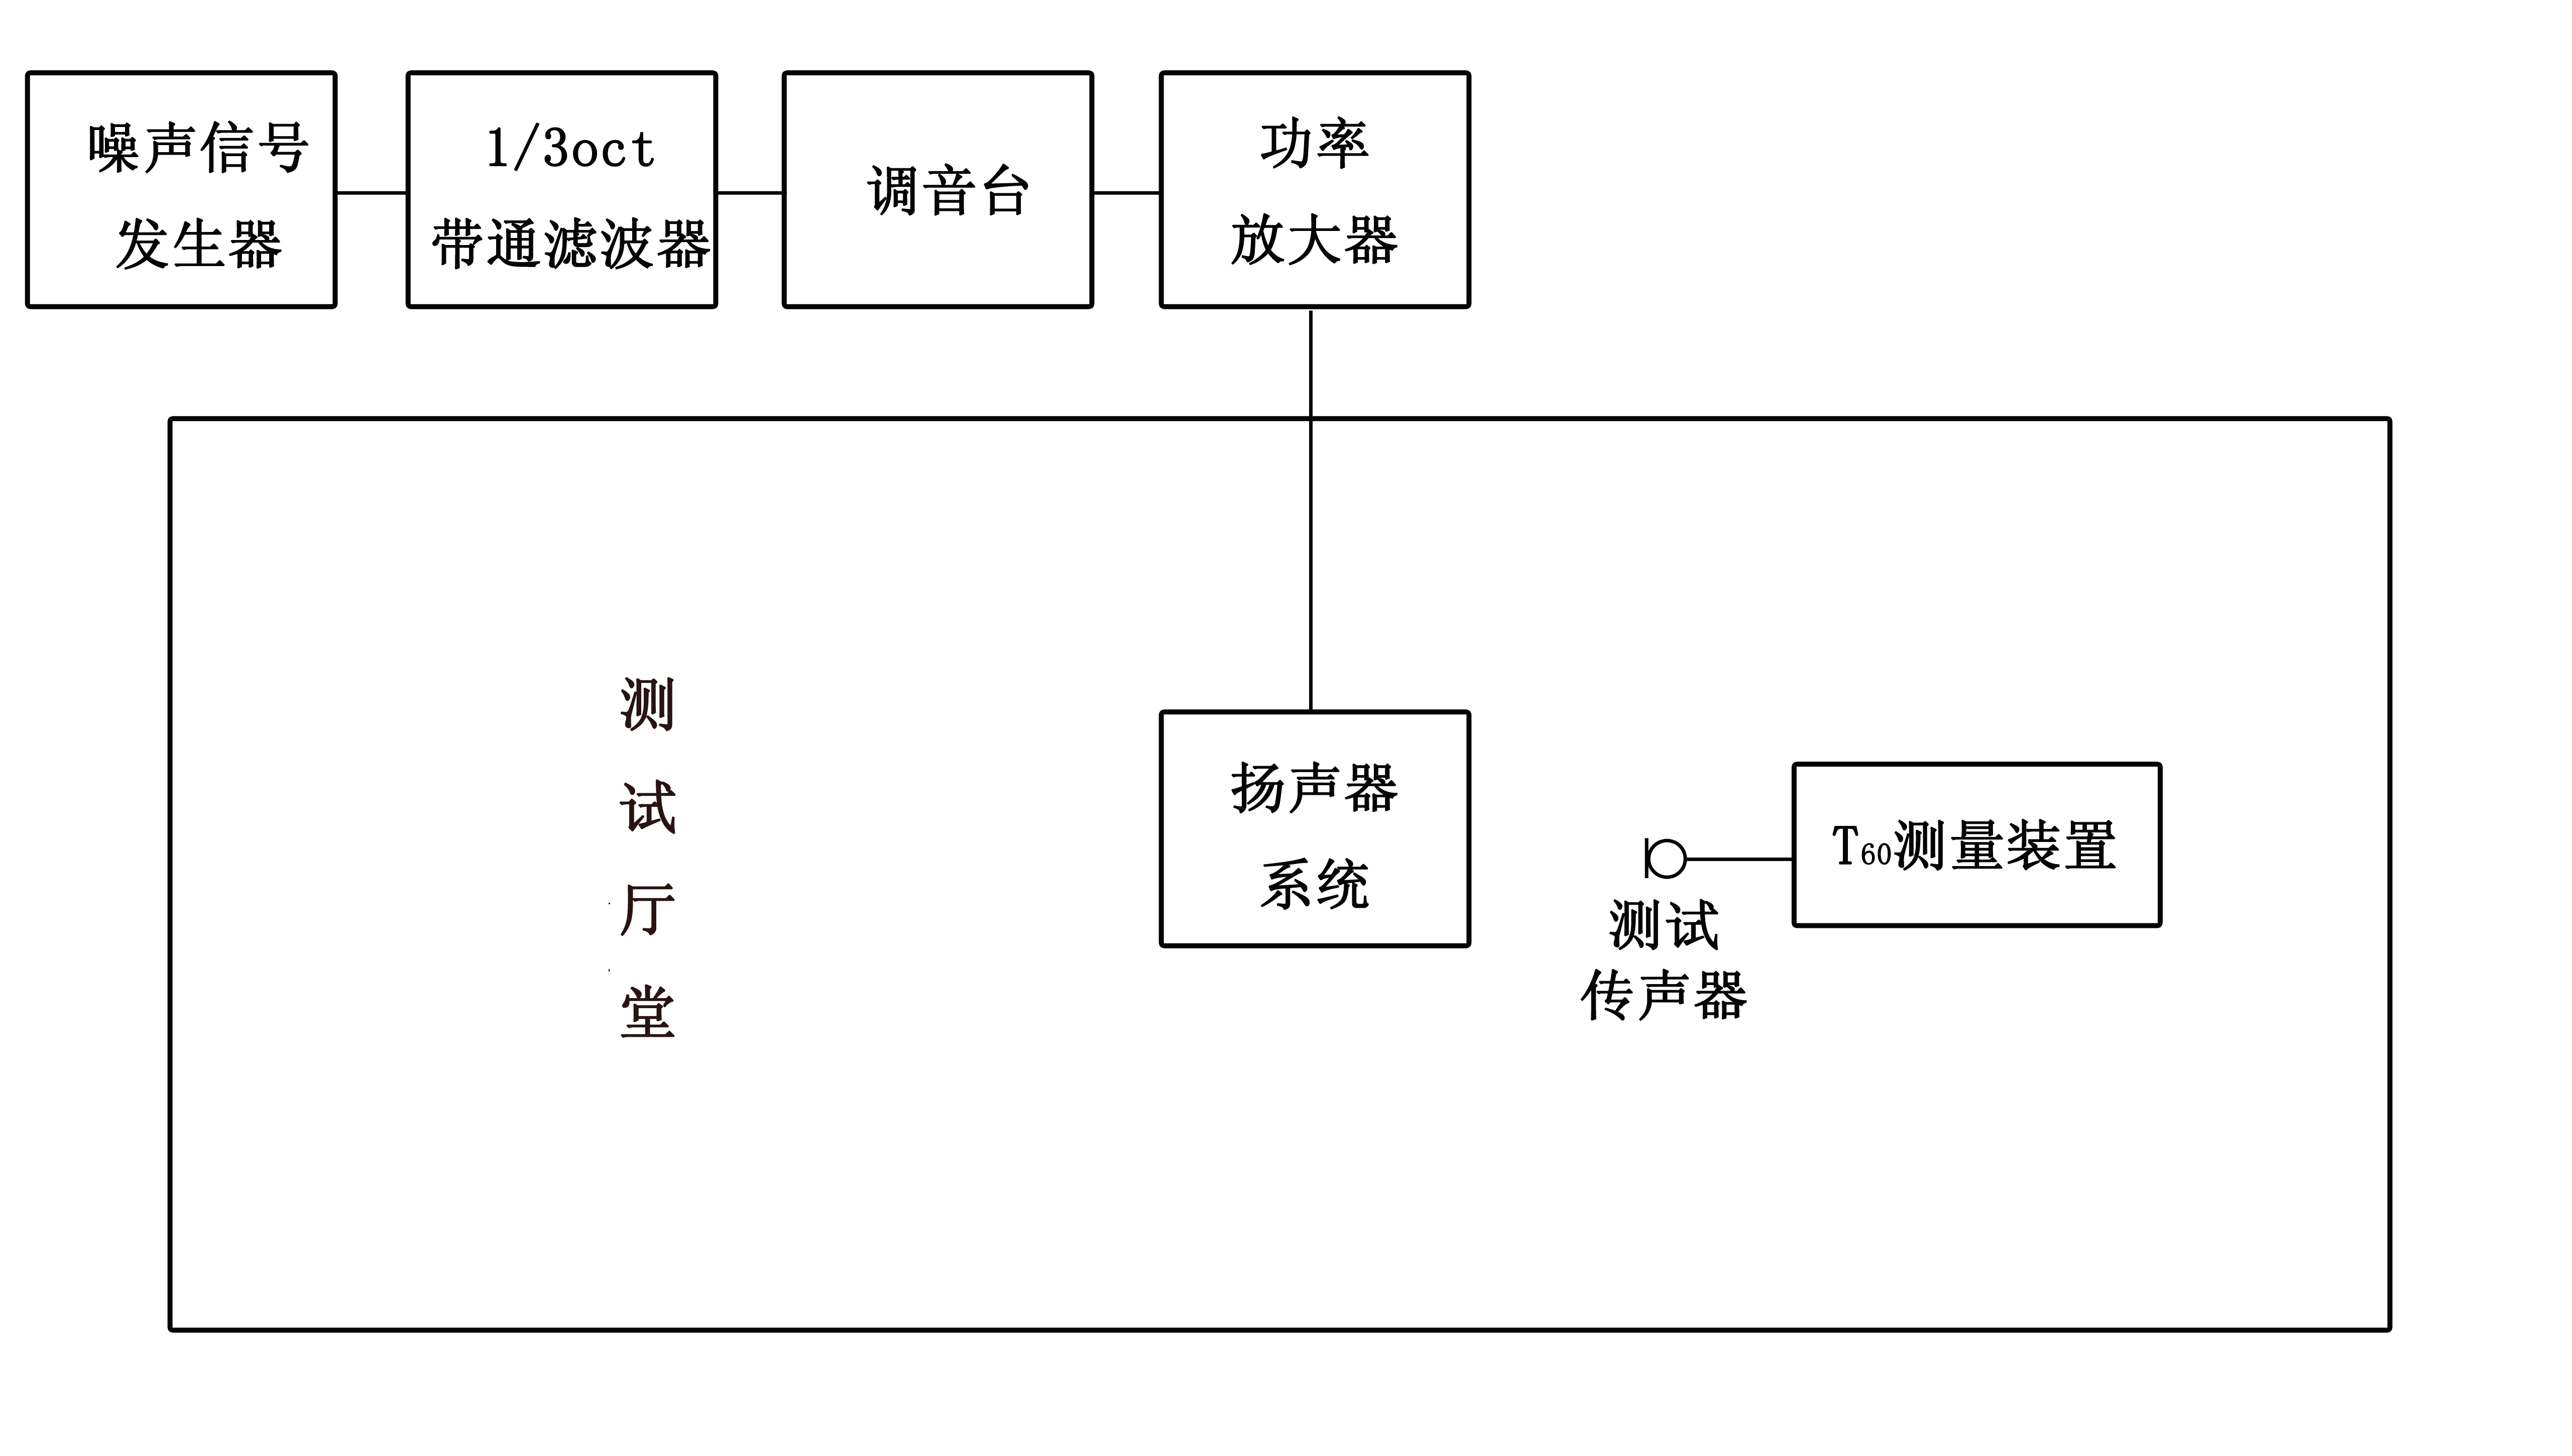 噪声信号
发生器
1/3oct
带通滤波器
调音台
功率
放大器
测
试
厅
堂
扬声器
系统
测试
传声器
T₆₀测量装置